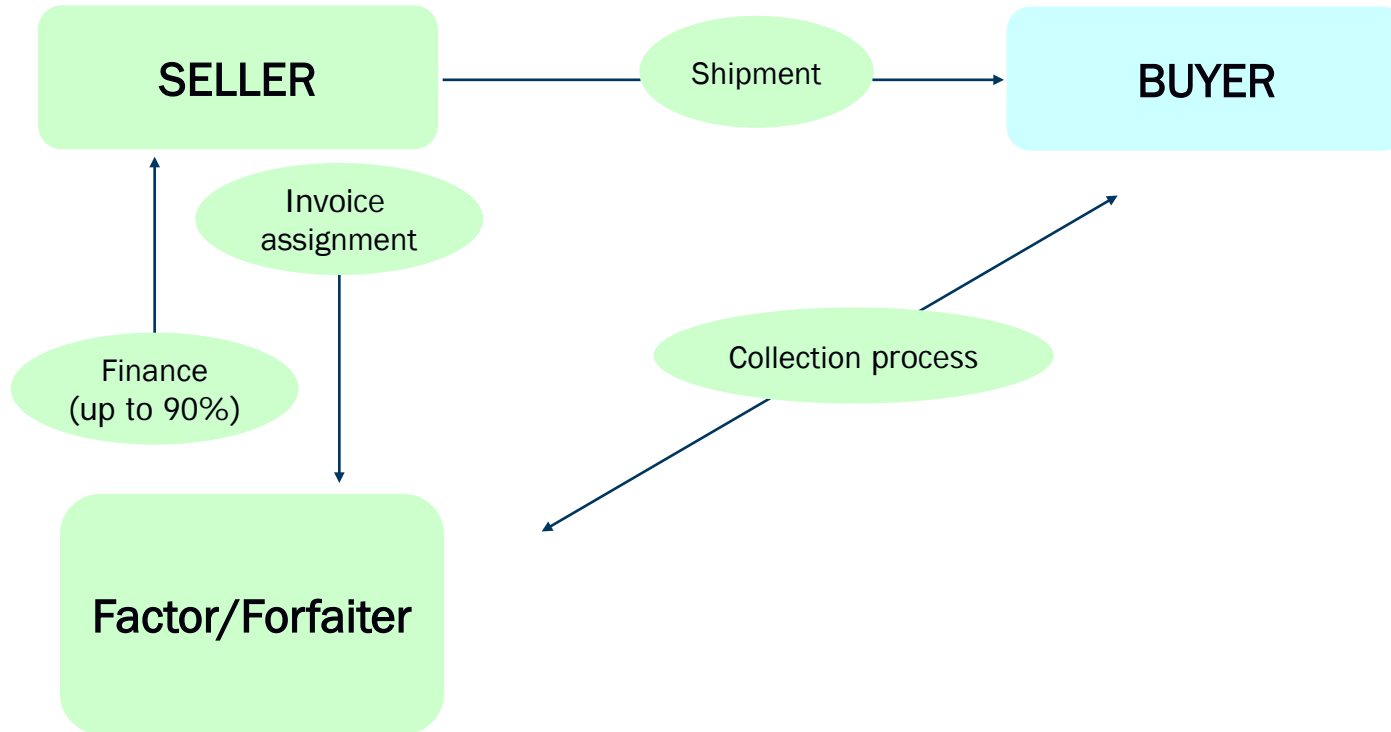 SELLER
Shipment
BUYER
Invoice
assignment
Finance
(up to 90%)
Collection process
Factor/Forfaiter